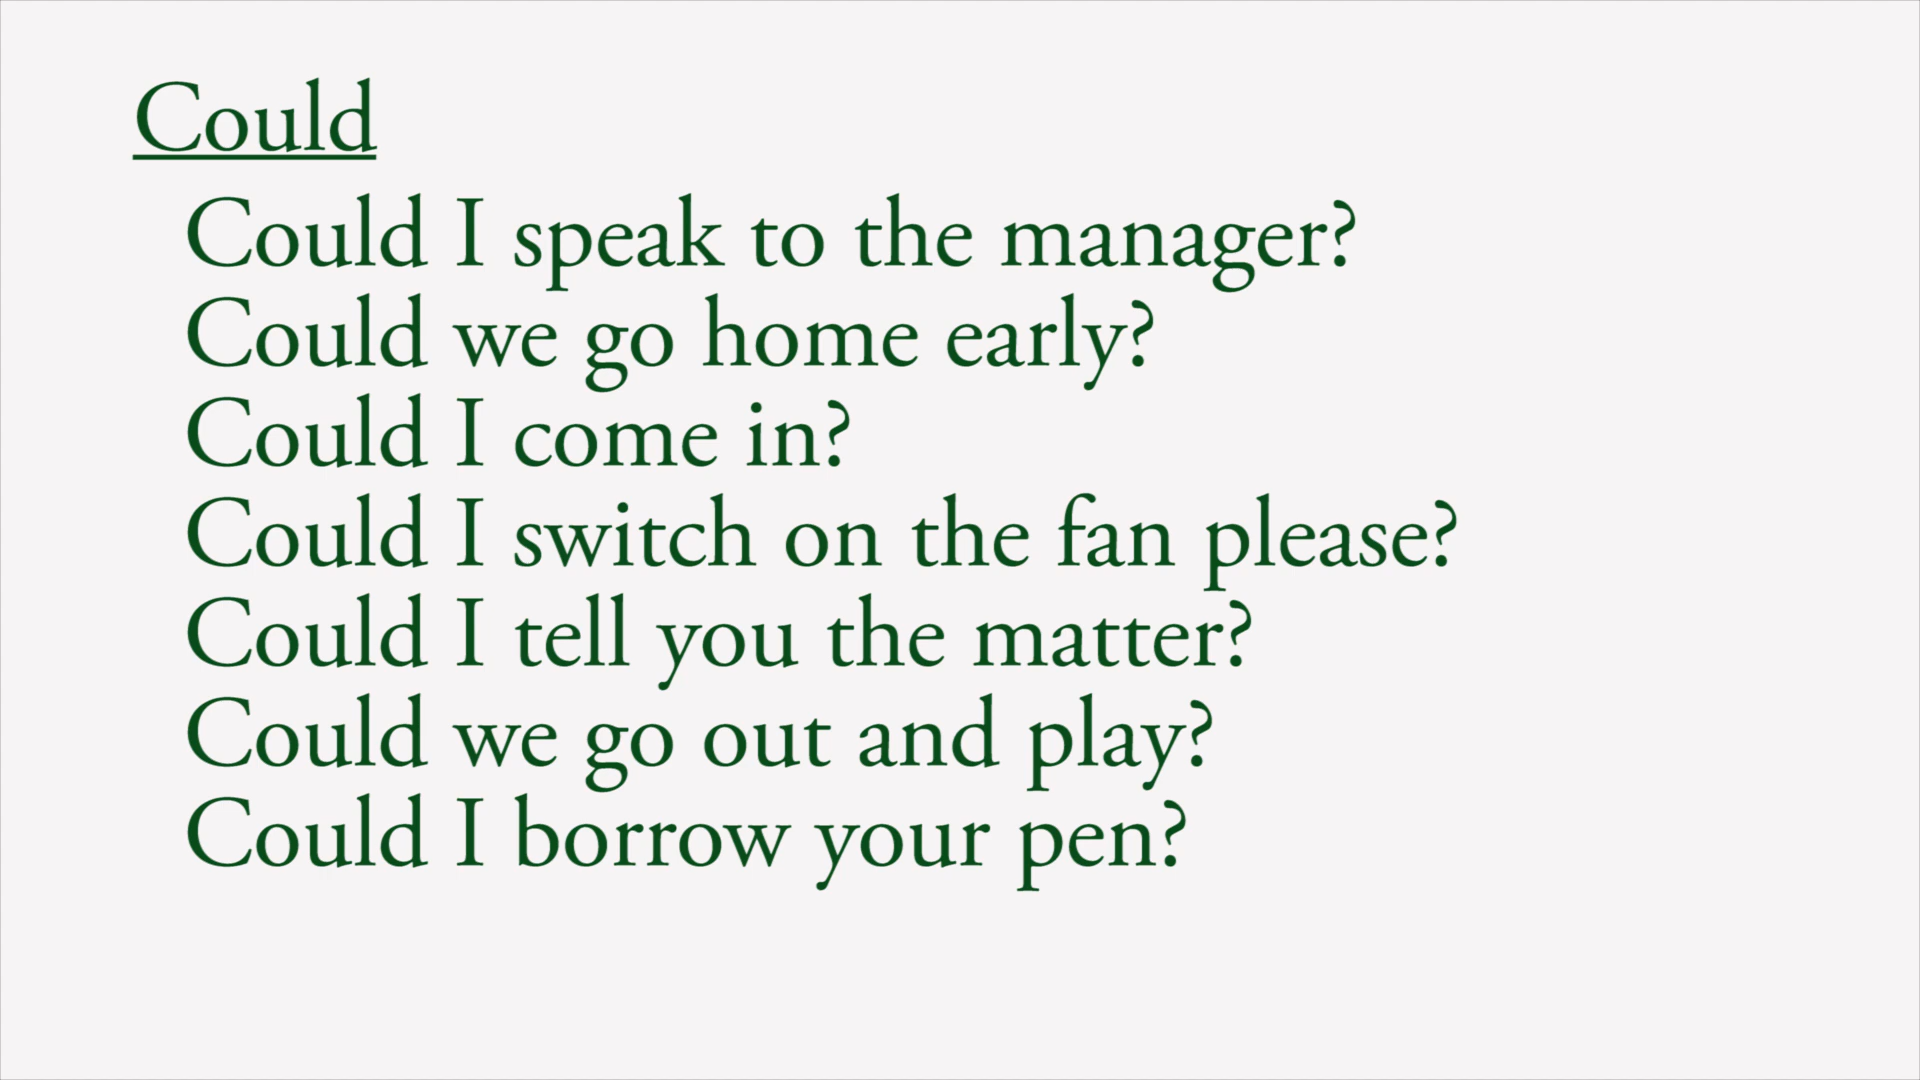 Could
Could I speak to the manager?
Could we go home early?
Could I come in?
Could I switch on the fan please?
Could I tell you the matter?
Could we go out and play?
Could I borrow your pen?